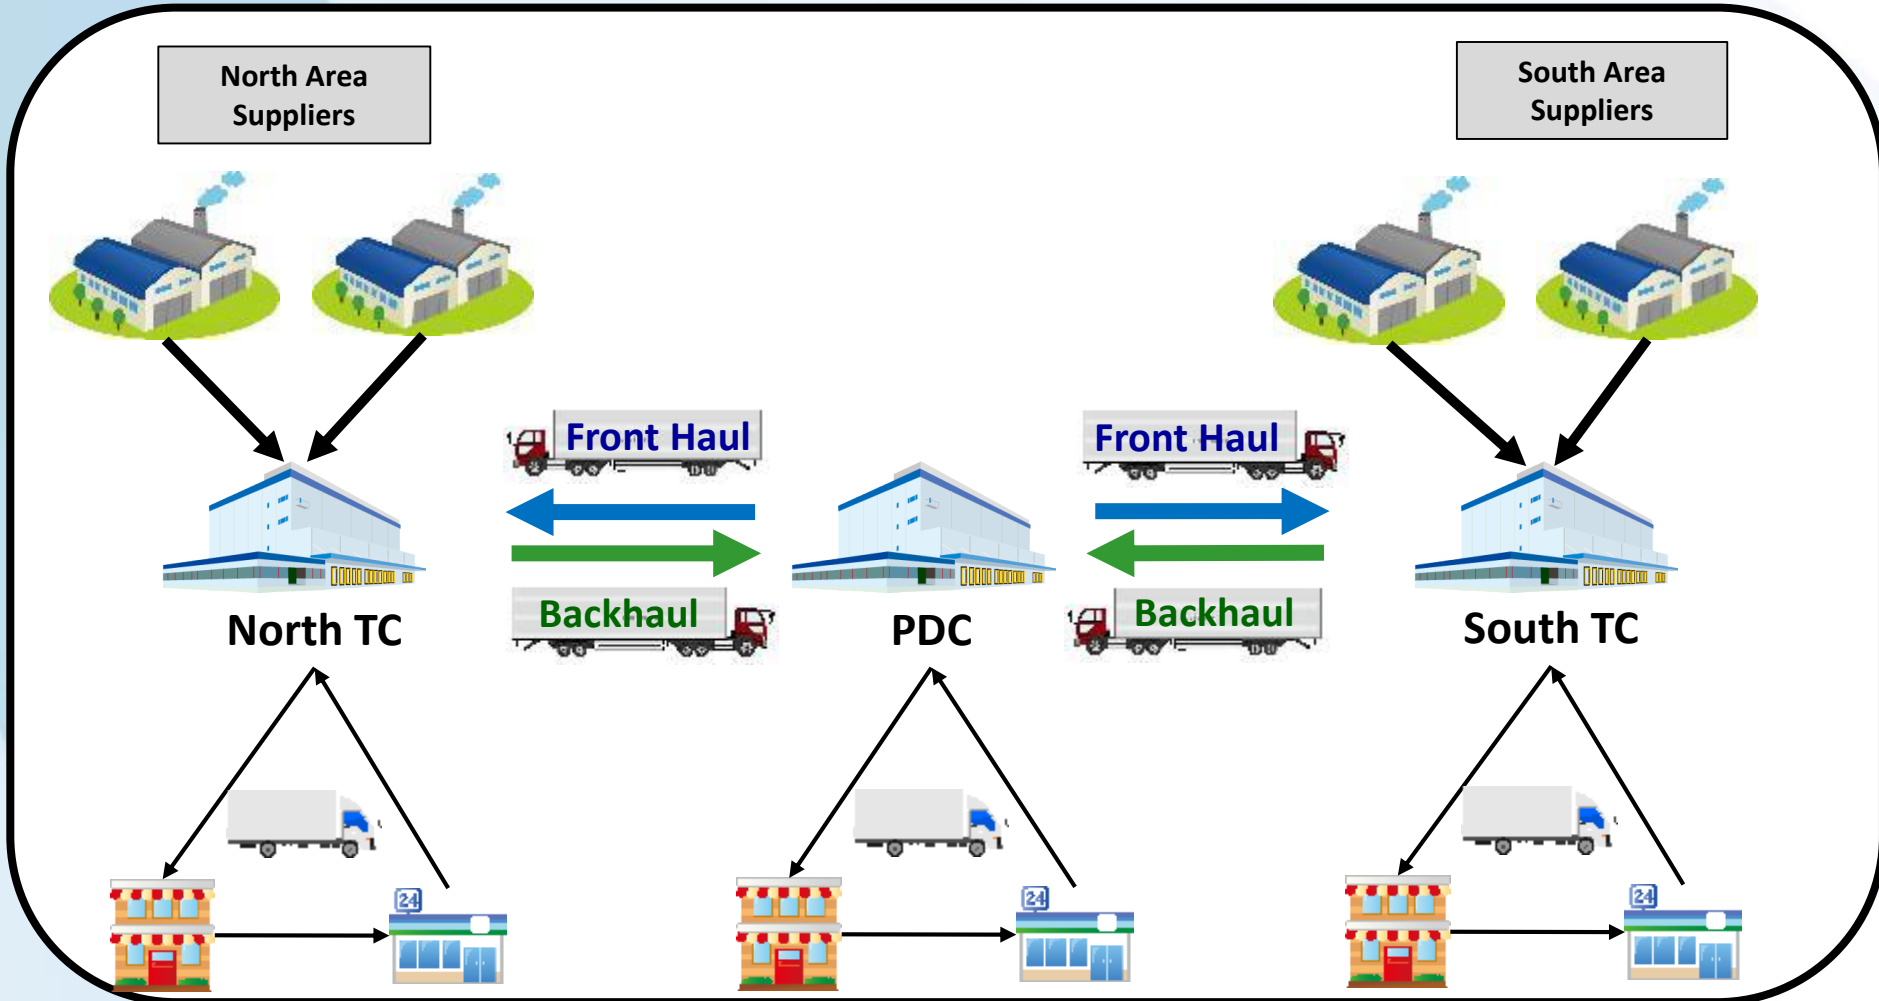 North Area
Suppliers
South Area
Suppliers
Front Haul
Front Haul
Backhaul
Backhaul
North TC
PDC
South TC
24
24
24